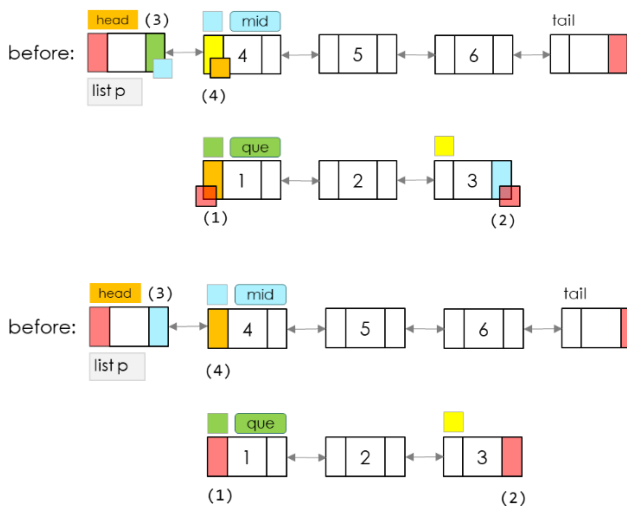 head (3) mid tail
before: 4 5 6
list p (4)
que
1 2 3
(1) (2)
head (3) mid tail
before: 4 5 6
list p (4)
que
1 2 3
(1) (2)